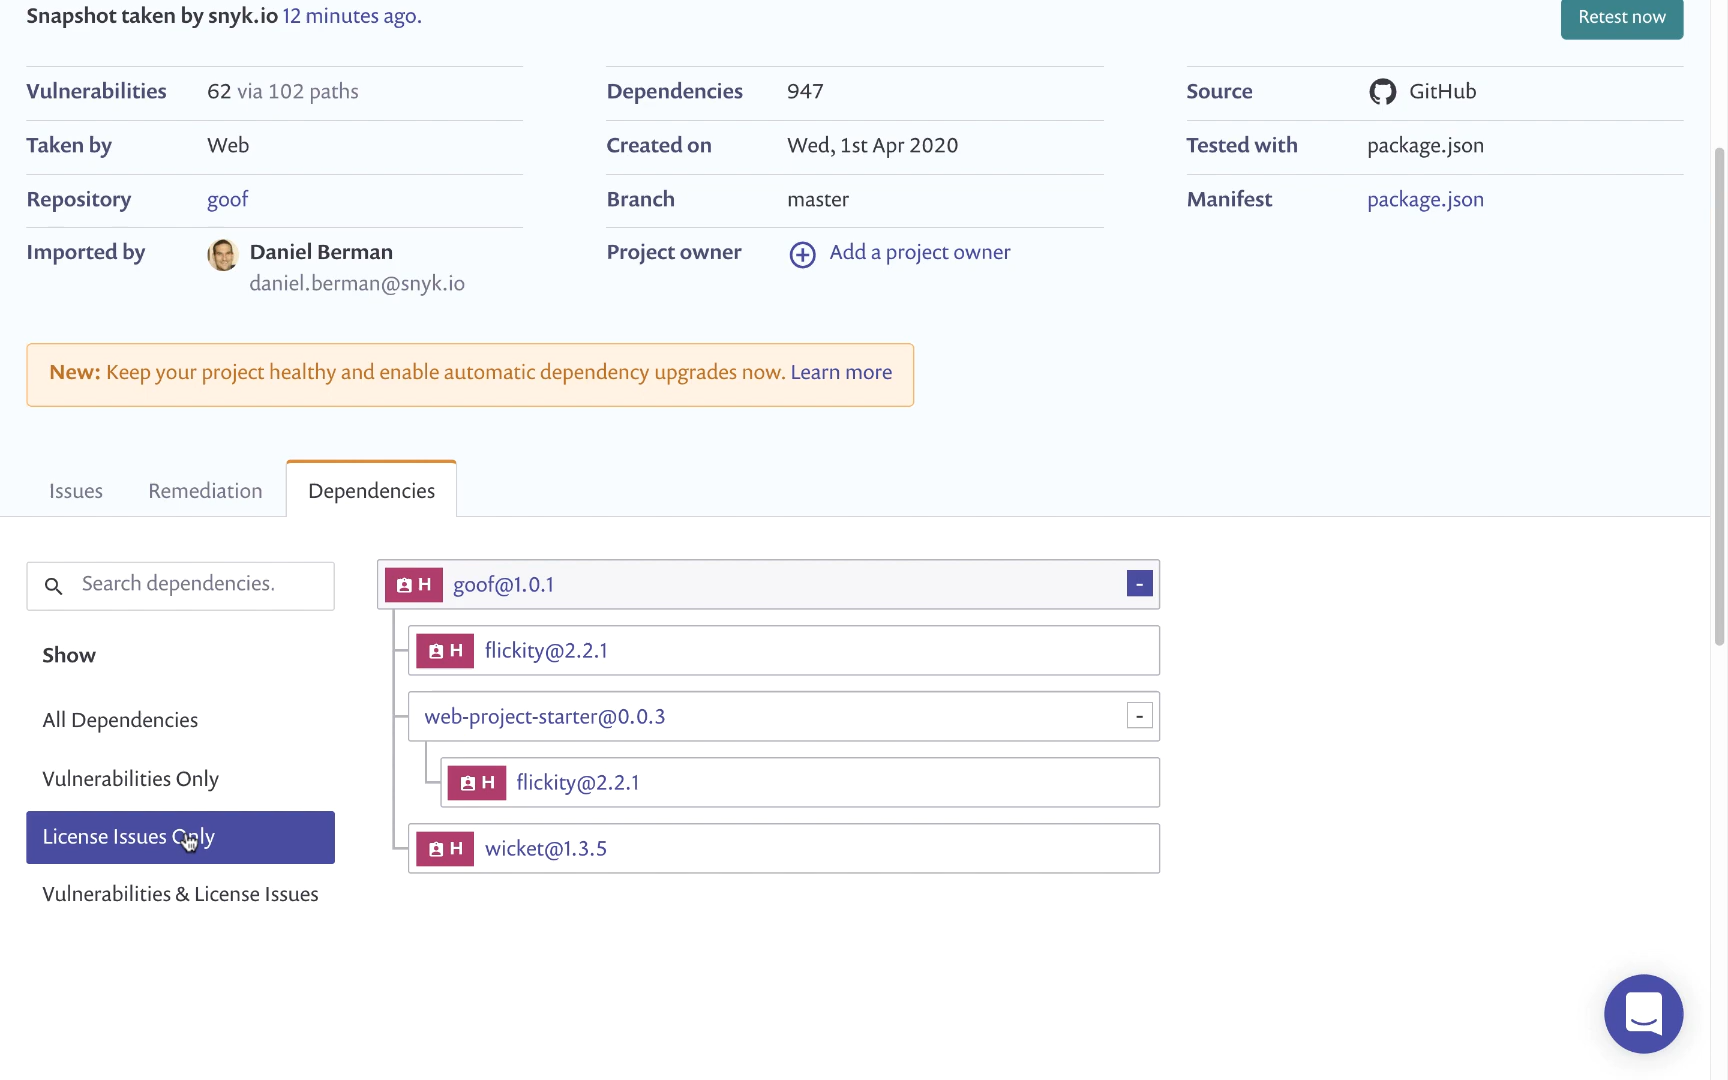 Snapshot taken by snyk.io 12 minutes ago.
Retest now
Vulnerabilities 62 via 102 paths
Dependencies 947
Source GitHub
Taken by Web
Created on Wed, 1st Apr 2020
Tested with package.json
Repository goof
Branch master
Manifest package.json
Imported by Daniel Berman
daniel.berman@snyk.io
Project owner Add a project owner
New: Keep your project healthy and enable automatic dependency upgrades now. Learn more
Issues Remediation Dependencies
Search dependencies.
Show
All Dependencies
Vulnerabilities Only
License Issues Only
Vulnerabilities & License Issues
H goof@1.0.1 -
H flickity@2.2.1
web-project-starter@0.0.3 -
H flickity@2.2.1
H wicket@1.3.5